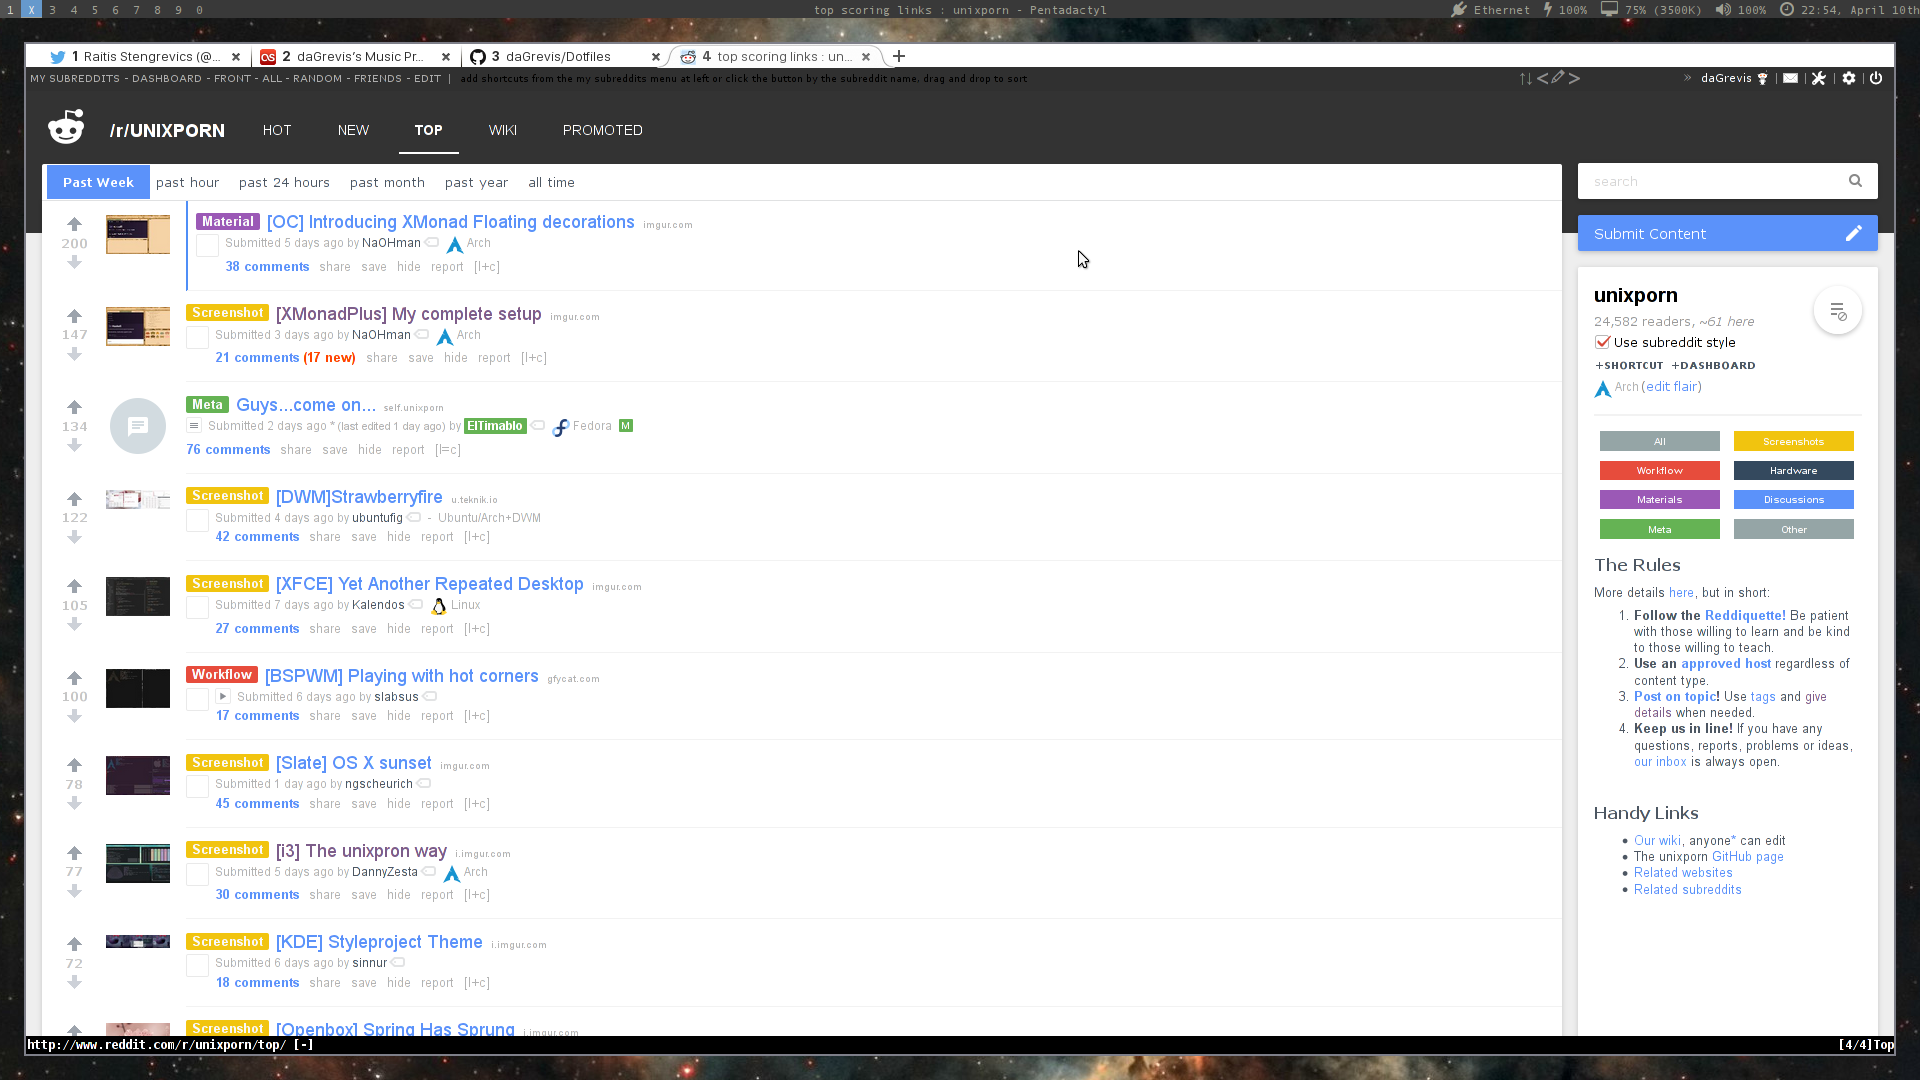 1 X 3 4 5 6 7 8 9 0 top scoring links : unixporn - Pentadactyl Ethernet 100% 75% (3500K) 100% 22:54, April 10th
1 Raitis Stengrevics (@... 2 daGrevis's Music Pr... 3 daGrevis/Dotfiles 4 top scoring links : un...
MY SUBREDDITS - DASHBOARD - FRONT - ALL - RANDOM - FRIENDS - EDIT | add shortcuts from the my subreddits menu at left or click the button by the subreddit name, drag and drop to sort » daGrevis
/r/UNIXPORN HOT NEW TOP WIKI PROMOTED
Past Week past hour past 24 hours past month past year all time
200
Material [OC] Introducing XMonad Floating decorations imgur.com
Submitted 5 days ago by NaOHman Arch
38 comments share save hide report [l+c]
147
Screenshot [XMonadPlus] My complete setup imgur.com
Submitted 3 days ago by NaOHman Arch
21 comments (17 new) share save hide report [l+c]
134
Meta Guys...come on... self.unixporn
Submitted 2 days ago * (last edited 1 day ago) by ElTimablo Fedora M
76 comments share save hide report [l=c]
122
Screenshot [DWM]Strawberryfire u.teknik.io
Submitted 4 days ago by ubuntufig - Ubuntu/Arch+DWM
42 comments share save hide report [l+c]
105
Screenshot [XFCE] Yet Another Repeated Desktop imgur.com
Submitted 7 days ago by Kalendos Linux
27 comments share save hide report [l+c]
100
Workflow [BSPWM] Playing with hot corners gfycat.com
Submitted 6 days ago by slabsus
17 comments share save hide report [l+c]
78
Screenshot [Slate] OS X sunset imgur.com
Submitted 1 day ago by ngscheurich
45 comments share save hide report [l+c]
77
Screenshot [i3] The unixpron way i.imgur.com
Submitted 5 days ago by DannyZesta Arch
30 comments share save hide report [l+c]
72
Screenshot [KDE] Styleproject Theme i.imgur.com
Submitted 6 days ago by sinnur
18 comments share save hide report [l+c]
Screenshot [Openbox] Spring Has Sprung i.imgur.com
search
Submit Content
unixporn
24,582 readers, ~61 here
Use subreddit style
+SHORTCUT +DASHBOARD
Arch (edit flair)
All Screenshots
Workflow Hardware
Materials Discussions
Meta Other
The Rules
More details here, but in short:
1. Follow the Reddiquette! Be patient
with those willing to learn and be kind
to those willing to teach.
2. Use an approved host regardless of
content type.
3. Post on topic! Use tags and give
details when needed.
4. Keep us in line! If you have any
questions, reports, problems or ideas,
our inbox is always open.
Handy Links
• Our wiki, anyone* can edit
• The unixporn GitHub page
• Related websites
• Related subreddits
http://www.reddit.com/r/unixporn/top/ [-] [4/4]Top